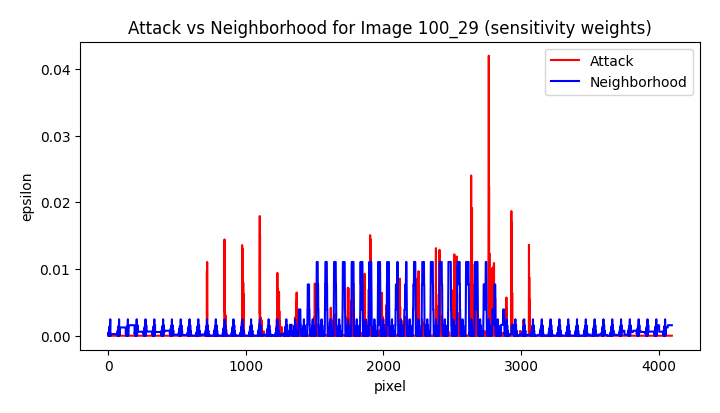 Attack vs Neighborhood for Image 100_29 (sensitivity weights)
Attack
Neighborhood
0.04
0.03
0.02
0.01
0.00
epsilon
0
1000
2000
3000
4000
pixel